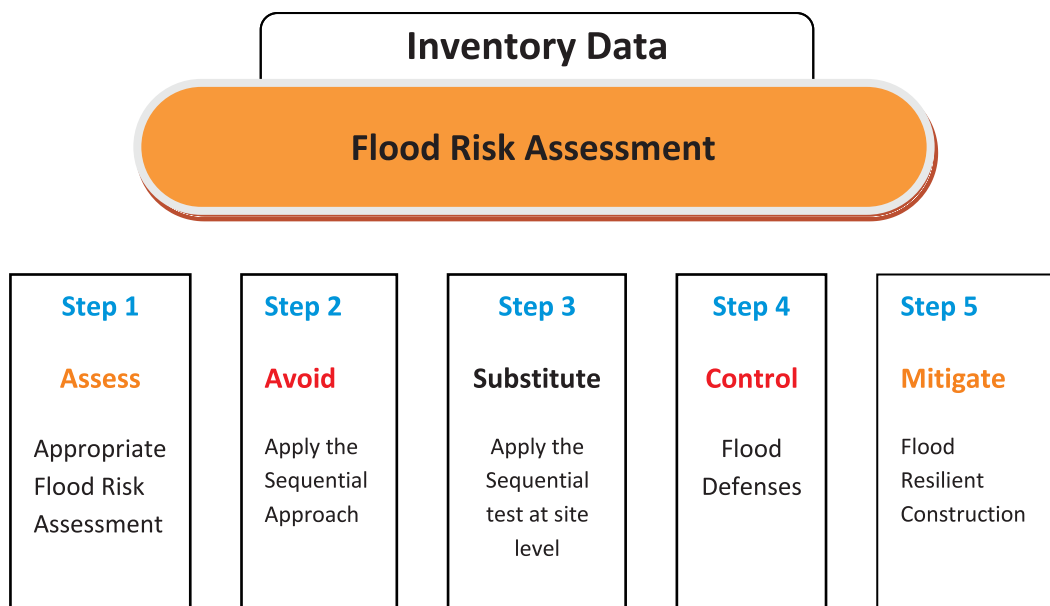 Inventory Data
Flood Risk Assessment
Step 1
Assess
Appropriate
Flood Risk
Assessment
Step 2
Avoid
Apply the
Sequential
Approach
Step 3
Substitute
Apply the
Sequential
test at site
level
Step 4
Control
Flood
Defenses
Step 5
Mitigate
Flood
Resilient
Construction